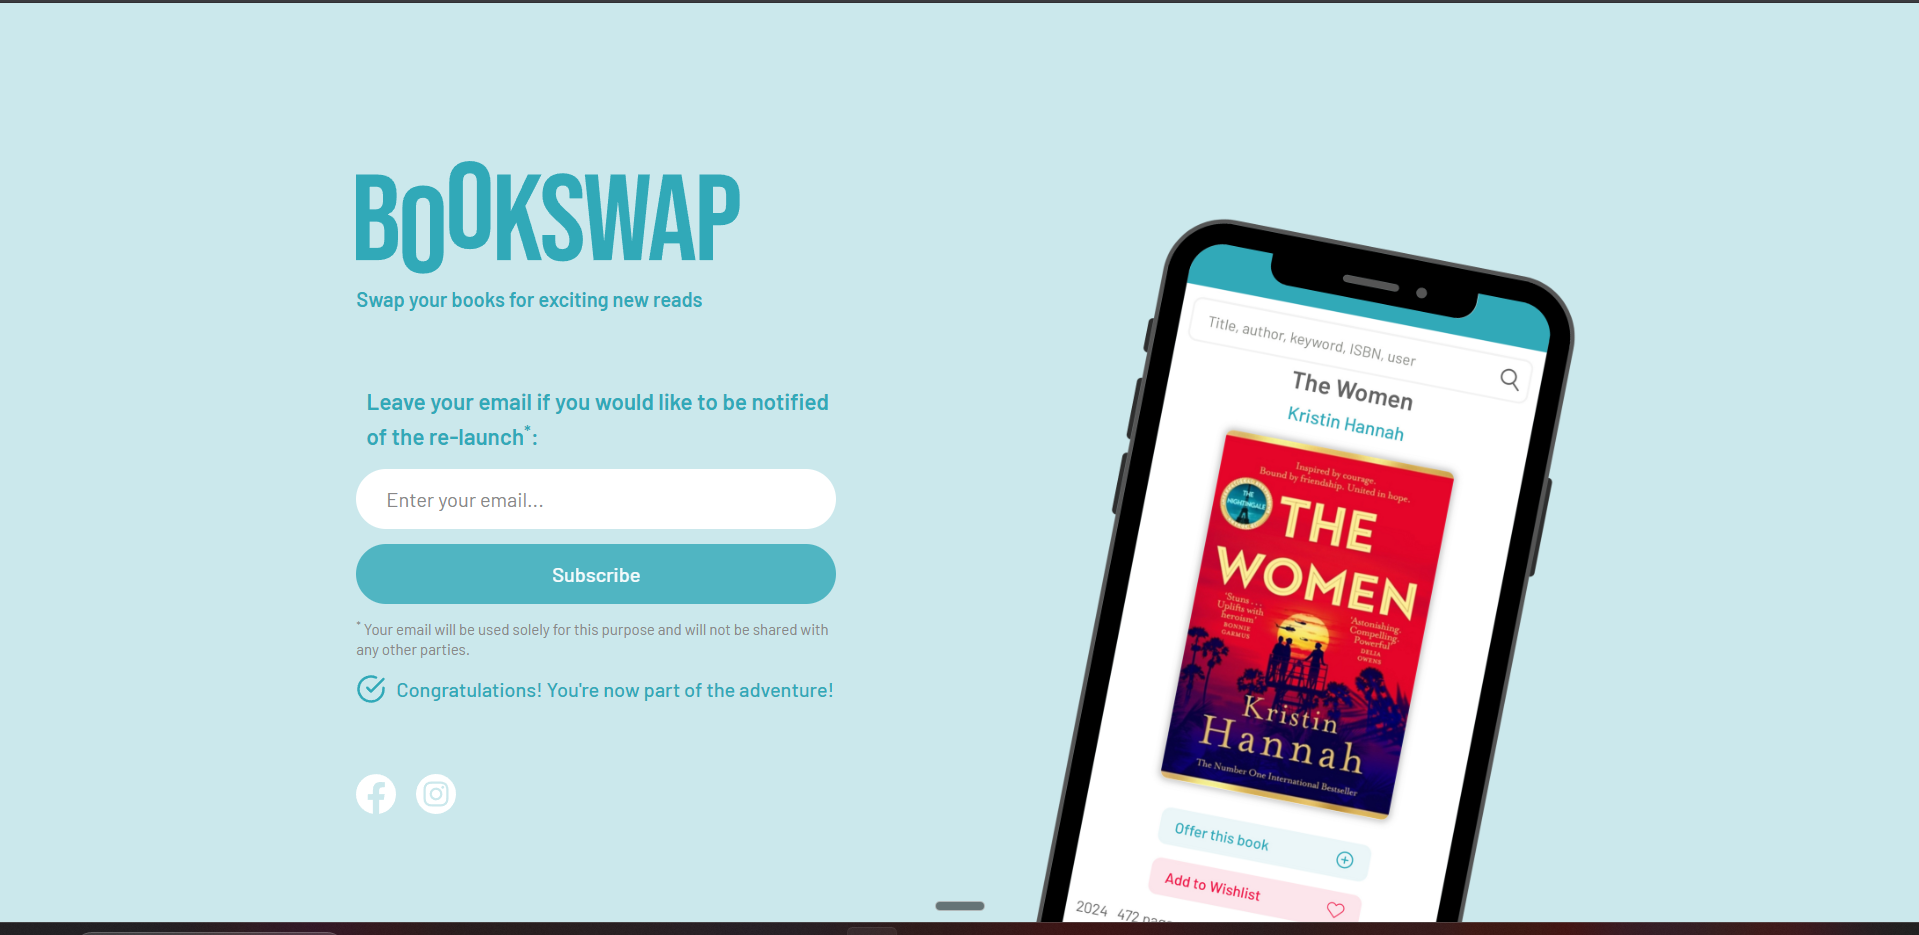 BOOKSWAP
Swap your books for exciting new reads
Leave your email if you would like to be notified
of the re-launch*:
Enter your email...
Subscribe
* Your email will be used solely for this purpose and will not be shared with
any other parties.
Congratulations! You're now part of the adventure!
Title, author, keyword, ISBN, user
The Women
Kristin Hannah
Inspired by courage.
Bound by friendship. United in hope.
THE
NIGHTINGALE
THE
WOMEN
'Stuns...
Uplifts with
heroism'
BONNIE
GARMUS
'Astonishing.
Compelling.
Powerful'
DELIA
OWENS
Kristin
Hannah
The Number One International Bestseller
Offer this book
Add to Wishlist
2024 472